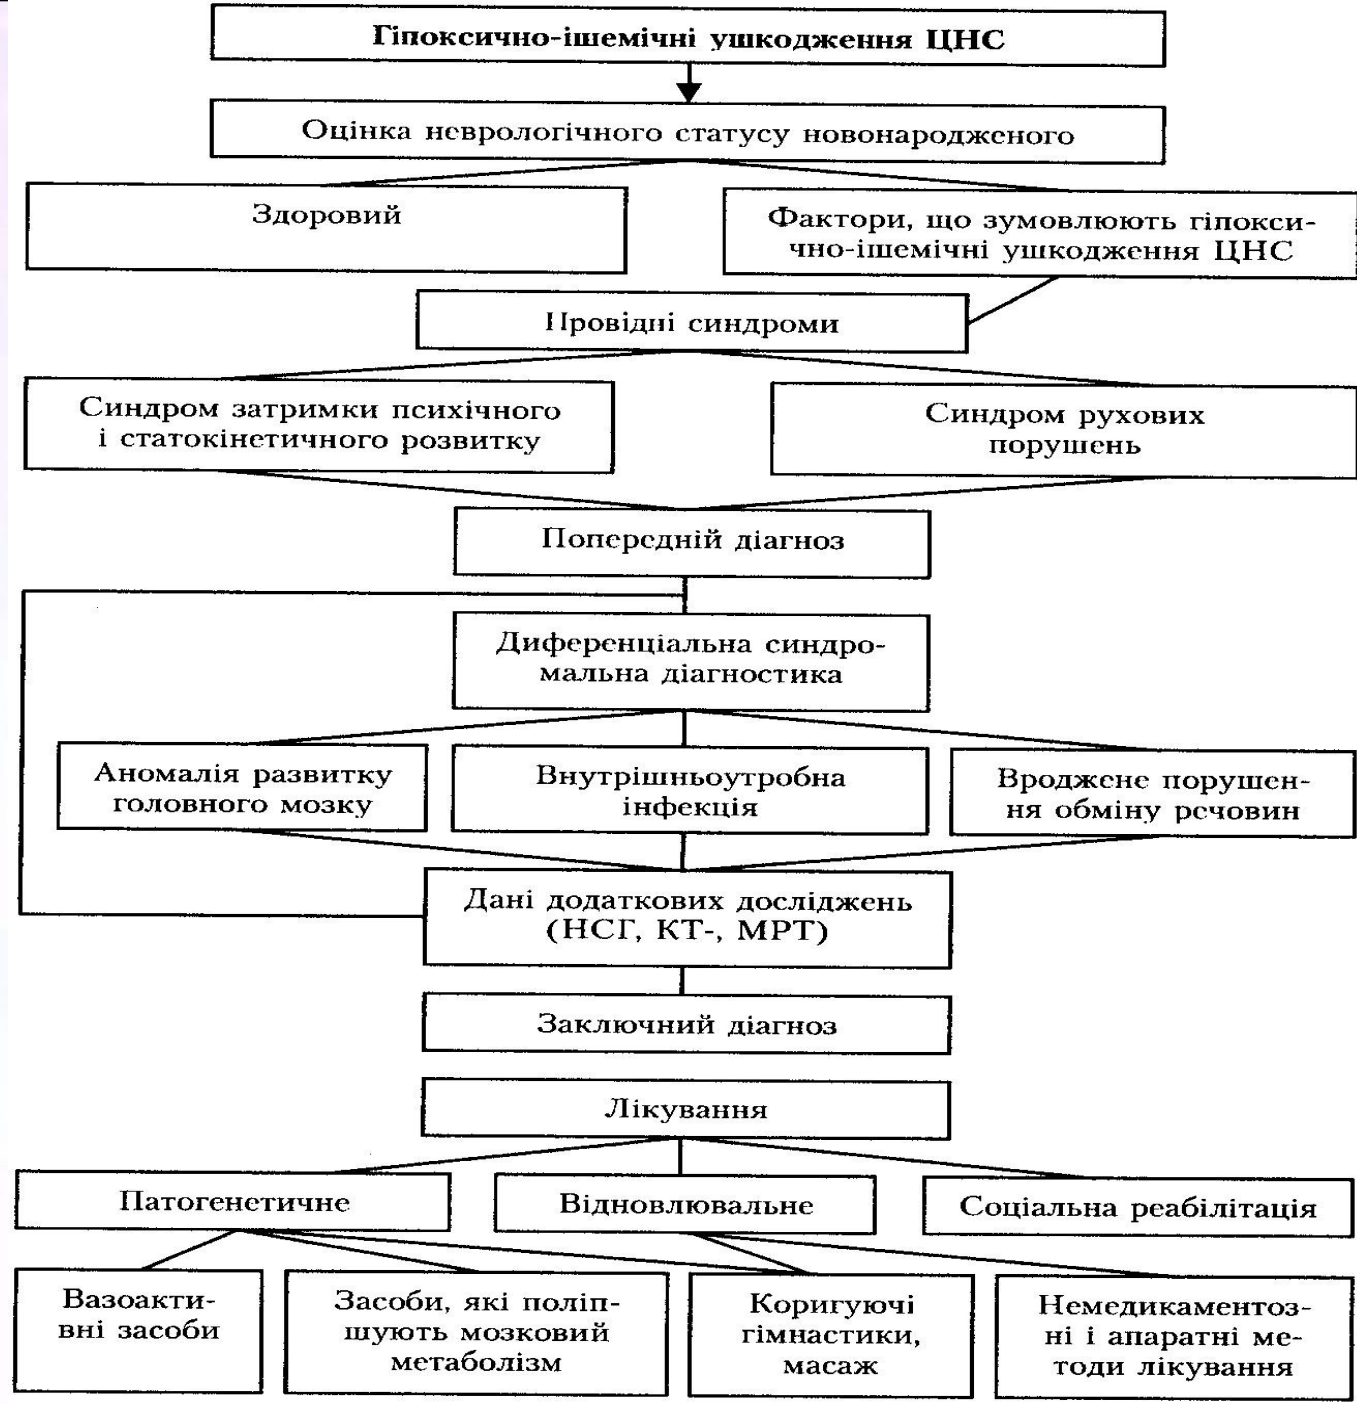 Гіпоксично-ішемічні ушкодження ЦНС
Оцінка неврологічного статусу новонародженого
Здоровий
Фактори, що зумовлюють гіпокси-
чно-ішемічні ушкодження ЦНС
Провідні синдроми
Синдром затримки психічного
і статокінетичного розвитку
Синдром рухових
порушень
Попередній діагноз
Диференціальна синдро-
мальна діагностика
Аномалія развитку
головного мозку
Внутрішньоутробна
інфекція
Вроджене порушен-
ня обміну речовин
Дані додаткових досліджень
(НСГ, КТ-, МРТ)
Заключний діагноз
Лікування
Патогенетичне
Відновлювальне
Соціальна реабілітація
Вазоакти-
вні засоби
Засоби, які поліп-
шують мозковий
метаболізм
Коригуючі
гімнастики,
масаж
Немедикаментоз-
ні і апаратні ме-
тоди лікування